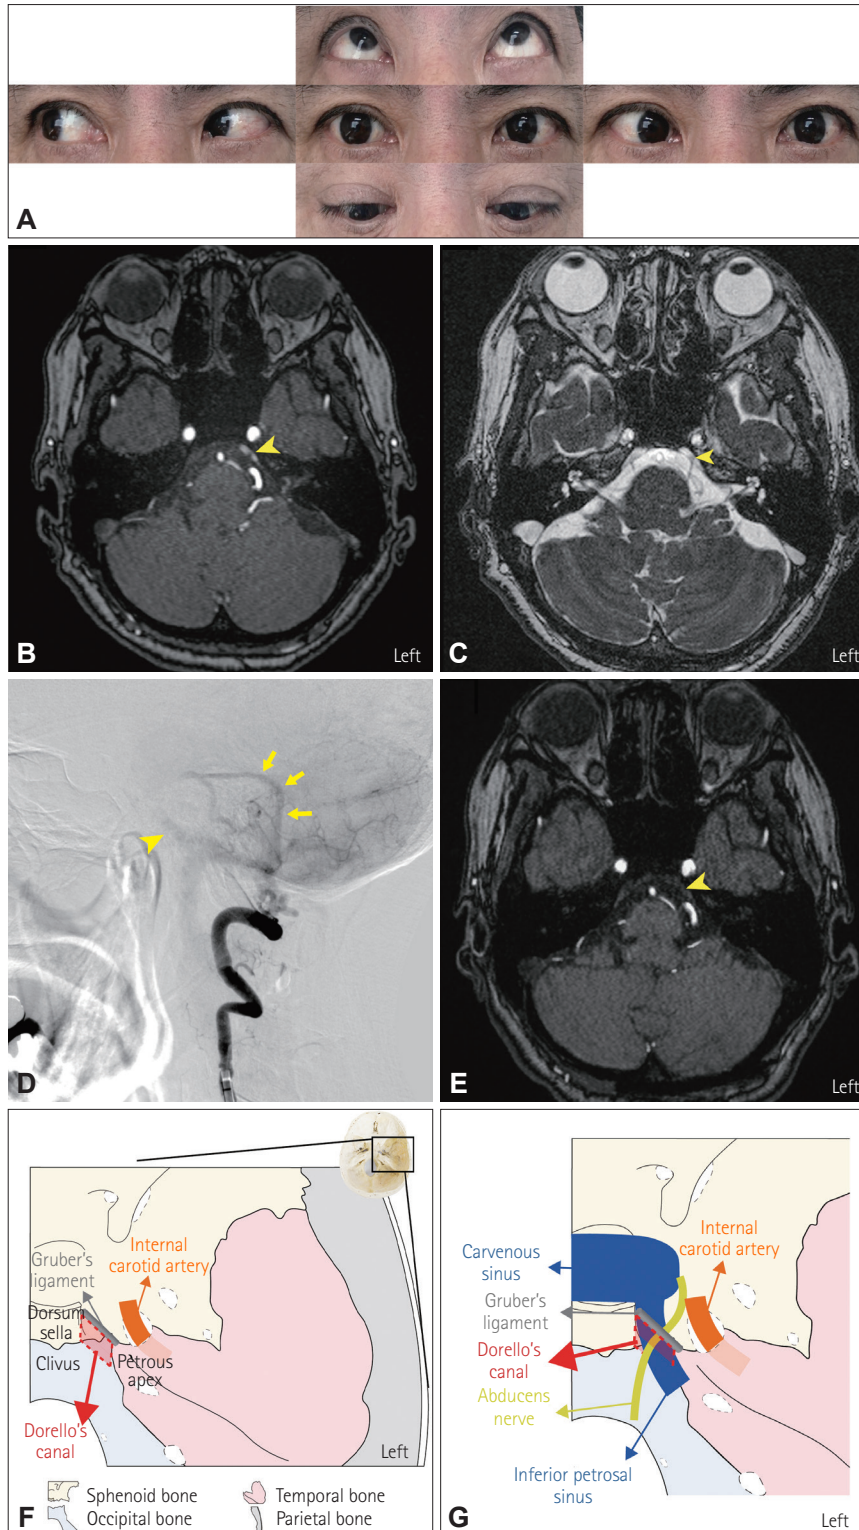 A
B
Left
C
Left
D
E
Left
Gruber's
ligament
Internal
carotid artery
Dorsum
sella
Clivus
Petrous
apex
Dorello's
canal
Left
F
Sphenoid bone
Temporal bone
Occipital bone
Parietal bone
Carvenous
sinus
Internal
carotid artery
Gruber's
ligament
Dorello's
canal
Abducens
nerve
Inferior petrosal
sinus
G
Left